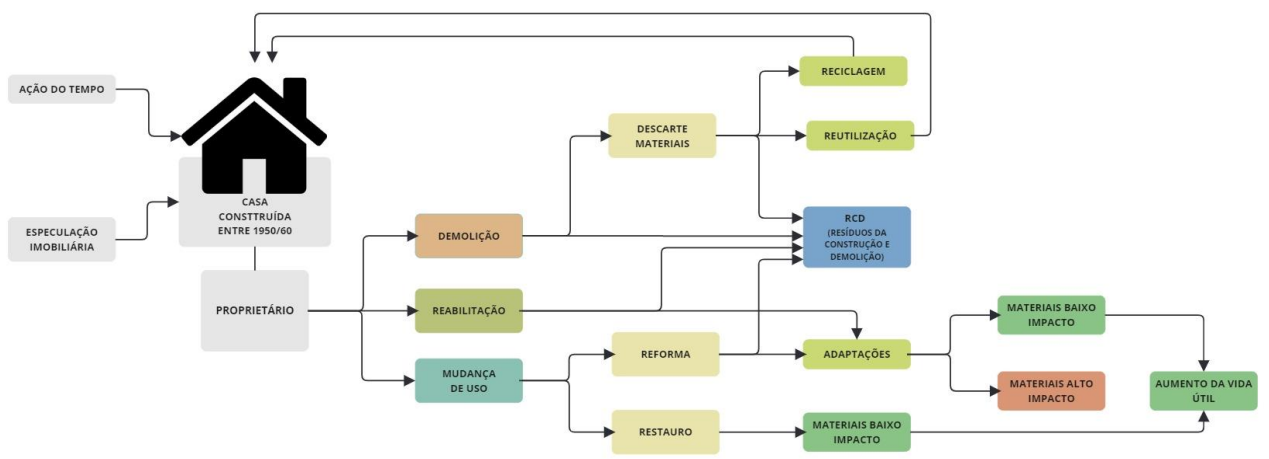 AÇÃO DO TEMPO
ESPECULAÇÃO
IMOBILIÁRIA
CASA
CONSTTRUÍDA
ENTRE 1950/60
PROPRIETÁRIO
DEMOLIÇÃO
REABILITAÇÃO
MUDANÇA
DE USO
DESCARTE
MATERIAIS
REFORMA
RESTAURO
RECICLAGEM
REUTILIZAÇÃO
RCD
(RESÍDUOS DA
CONSTRUÇÃO E
DEMOLIÇÃO)
ADAPTAÇÕES
MATERIAIS BAIXO
IMPACTO
MATERIAIS BAIXO
IMPACTO
MATERIAIS ALTO
IMPACTO
AUMENTO DA VIDA
ÚTIL